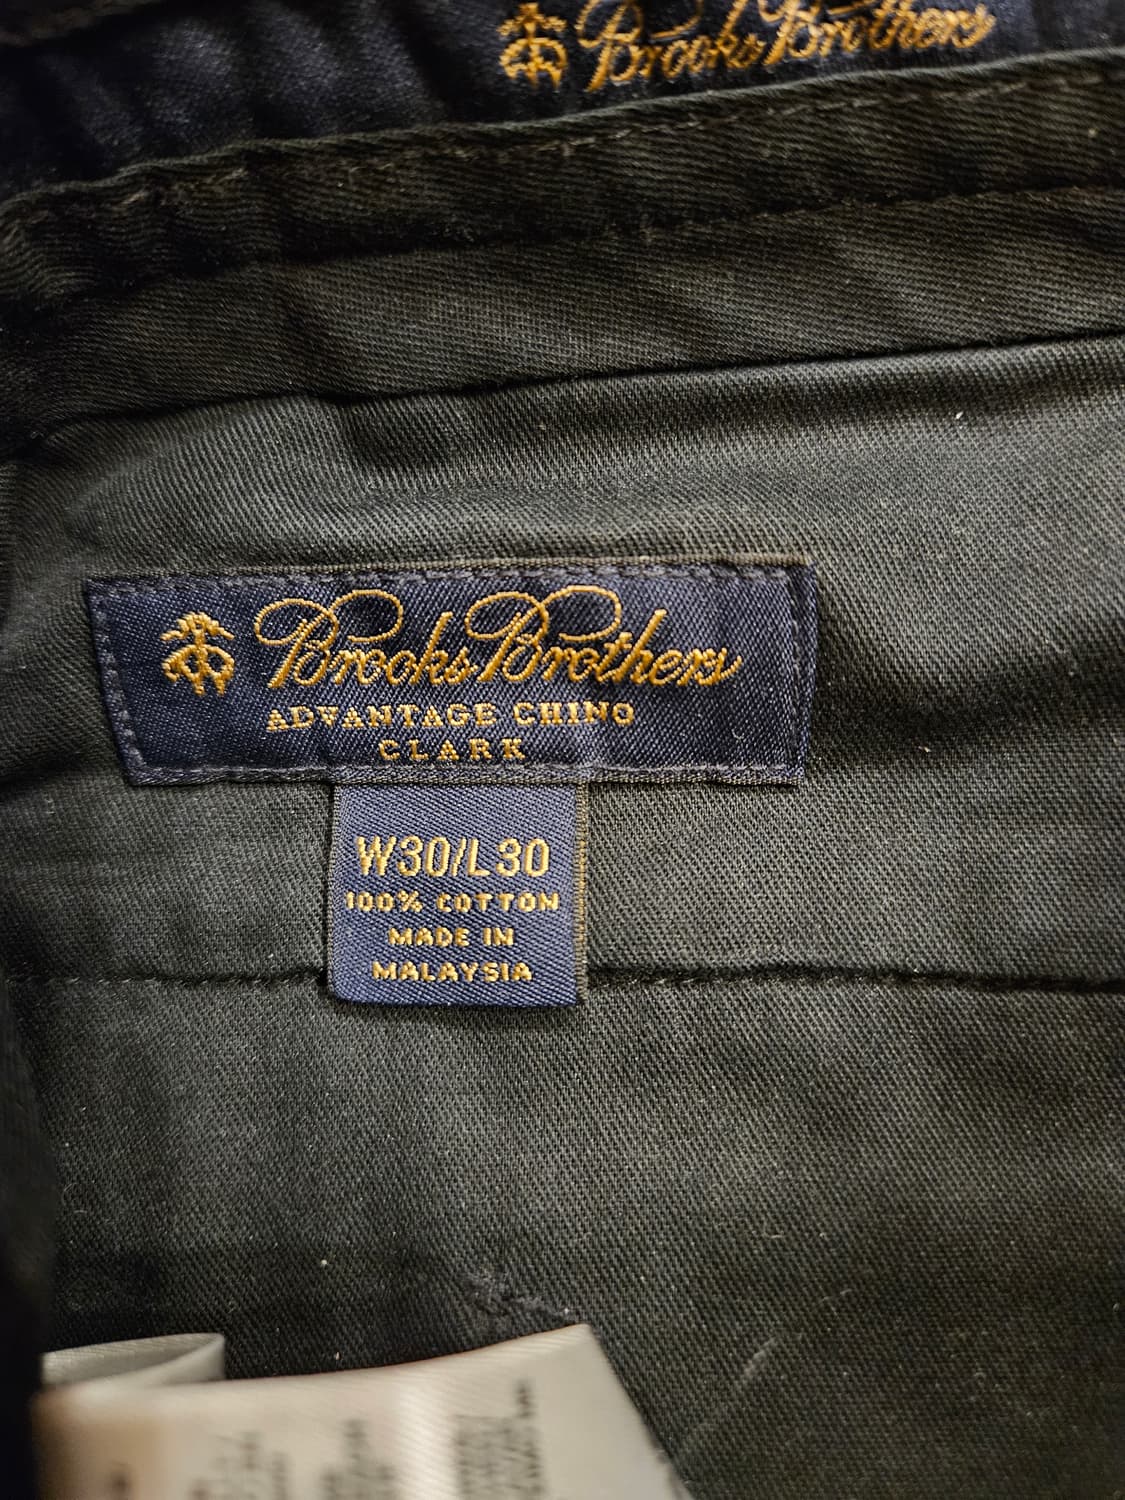 Brooks Brothers
Brooks Brothers
ADVANTAGE CHINO
CLARK
W30/L30
100% COTTON
MADE IN
MALAYSIA